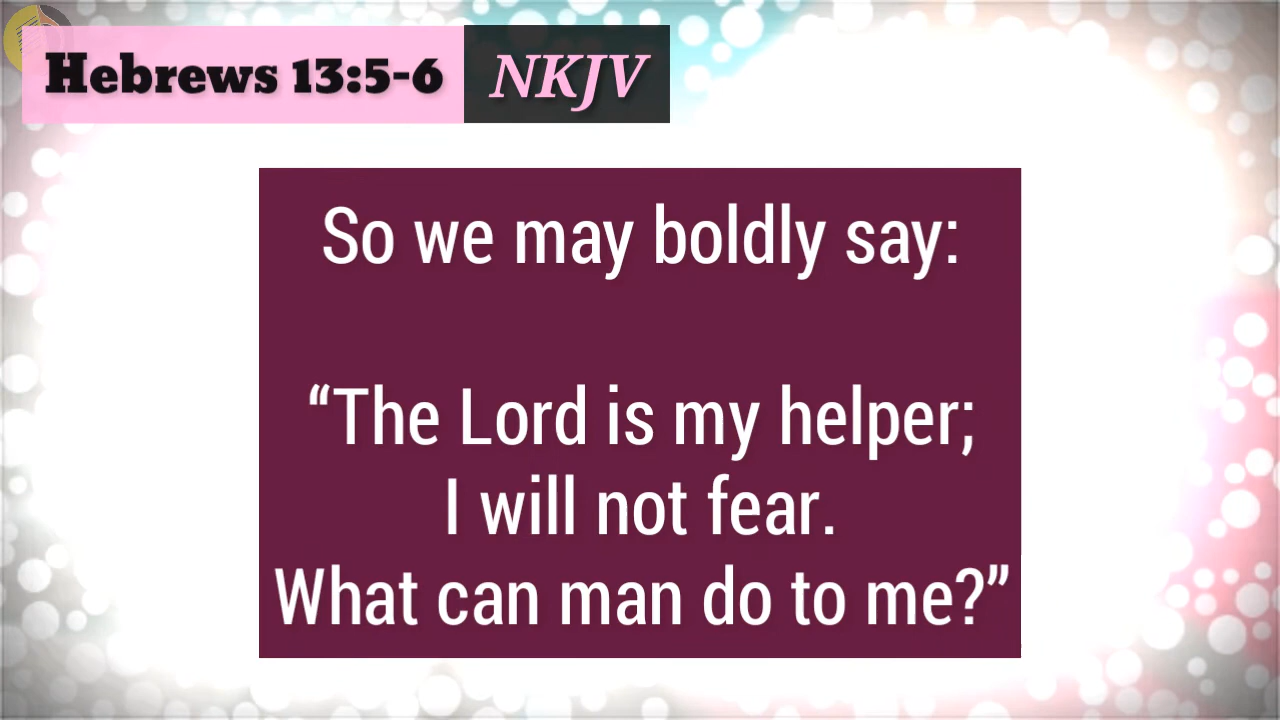 Hebrews 13:5-6 NKJV
So we may boldly say:
“The Lord is my helper;
I will not fear.
What can man do to me?”